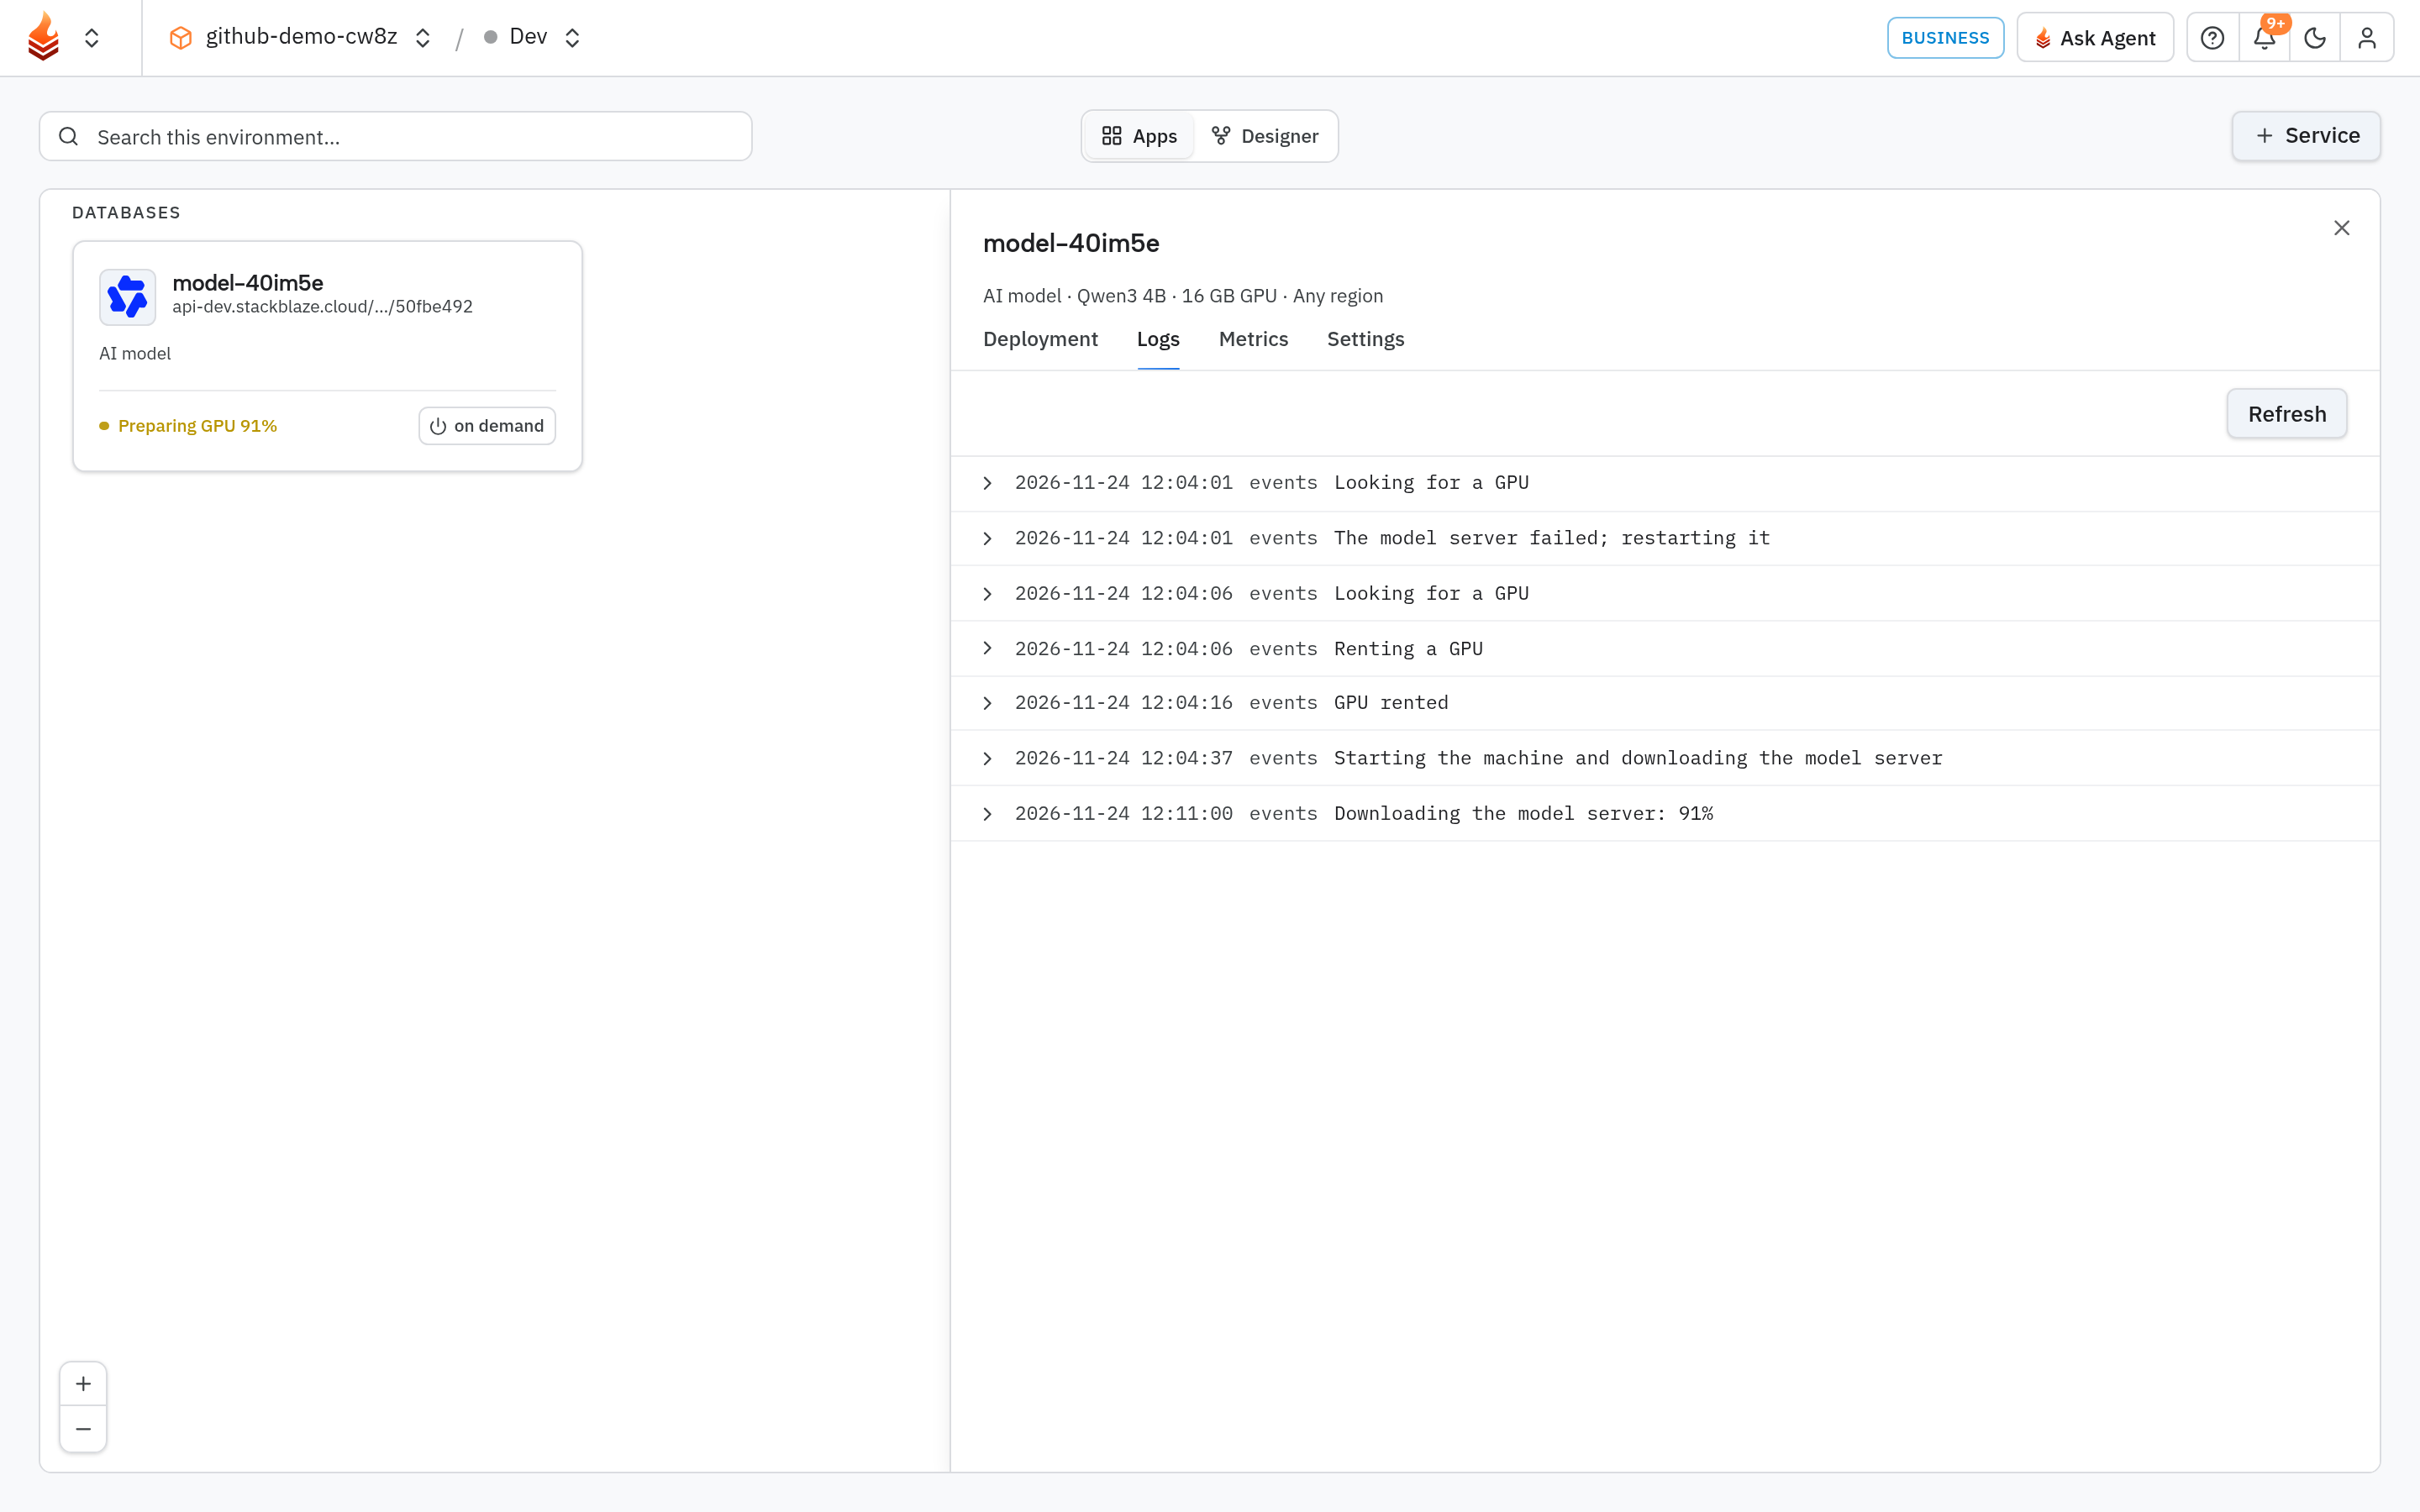 github-demo-cw8z / Dev
BUSINESS
Ask Agent
9+
Search this environment...
Apps
Designer
+ Service
DATABASES
model-40im5e
api-dev.stackblaze.cloud/.../50fbe492
AI model
Preparing GPU 91%
on demand
model-40im5e
AI model · Qwen3 4B · 16 GB GPU · Any region
Deployment Logs Metrics Settings
Refresh
2026-11-24 12:04:01 events Looking for a GPU
2026-11-24 12:04:01 events The model server failed; restarting it
2026-11-24 12:04:06 events Looking for a GPU
2026-11-24 12:04:06 events Renting a GPU
2026-11-24 12:04:16 events GPU rented
2026-11-24 12:04:37 events Starting the machine and downloading the model server
2026-11-24 12:11:00 events Downloading the model server: 91%